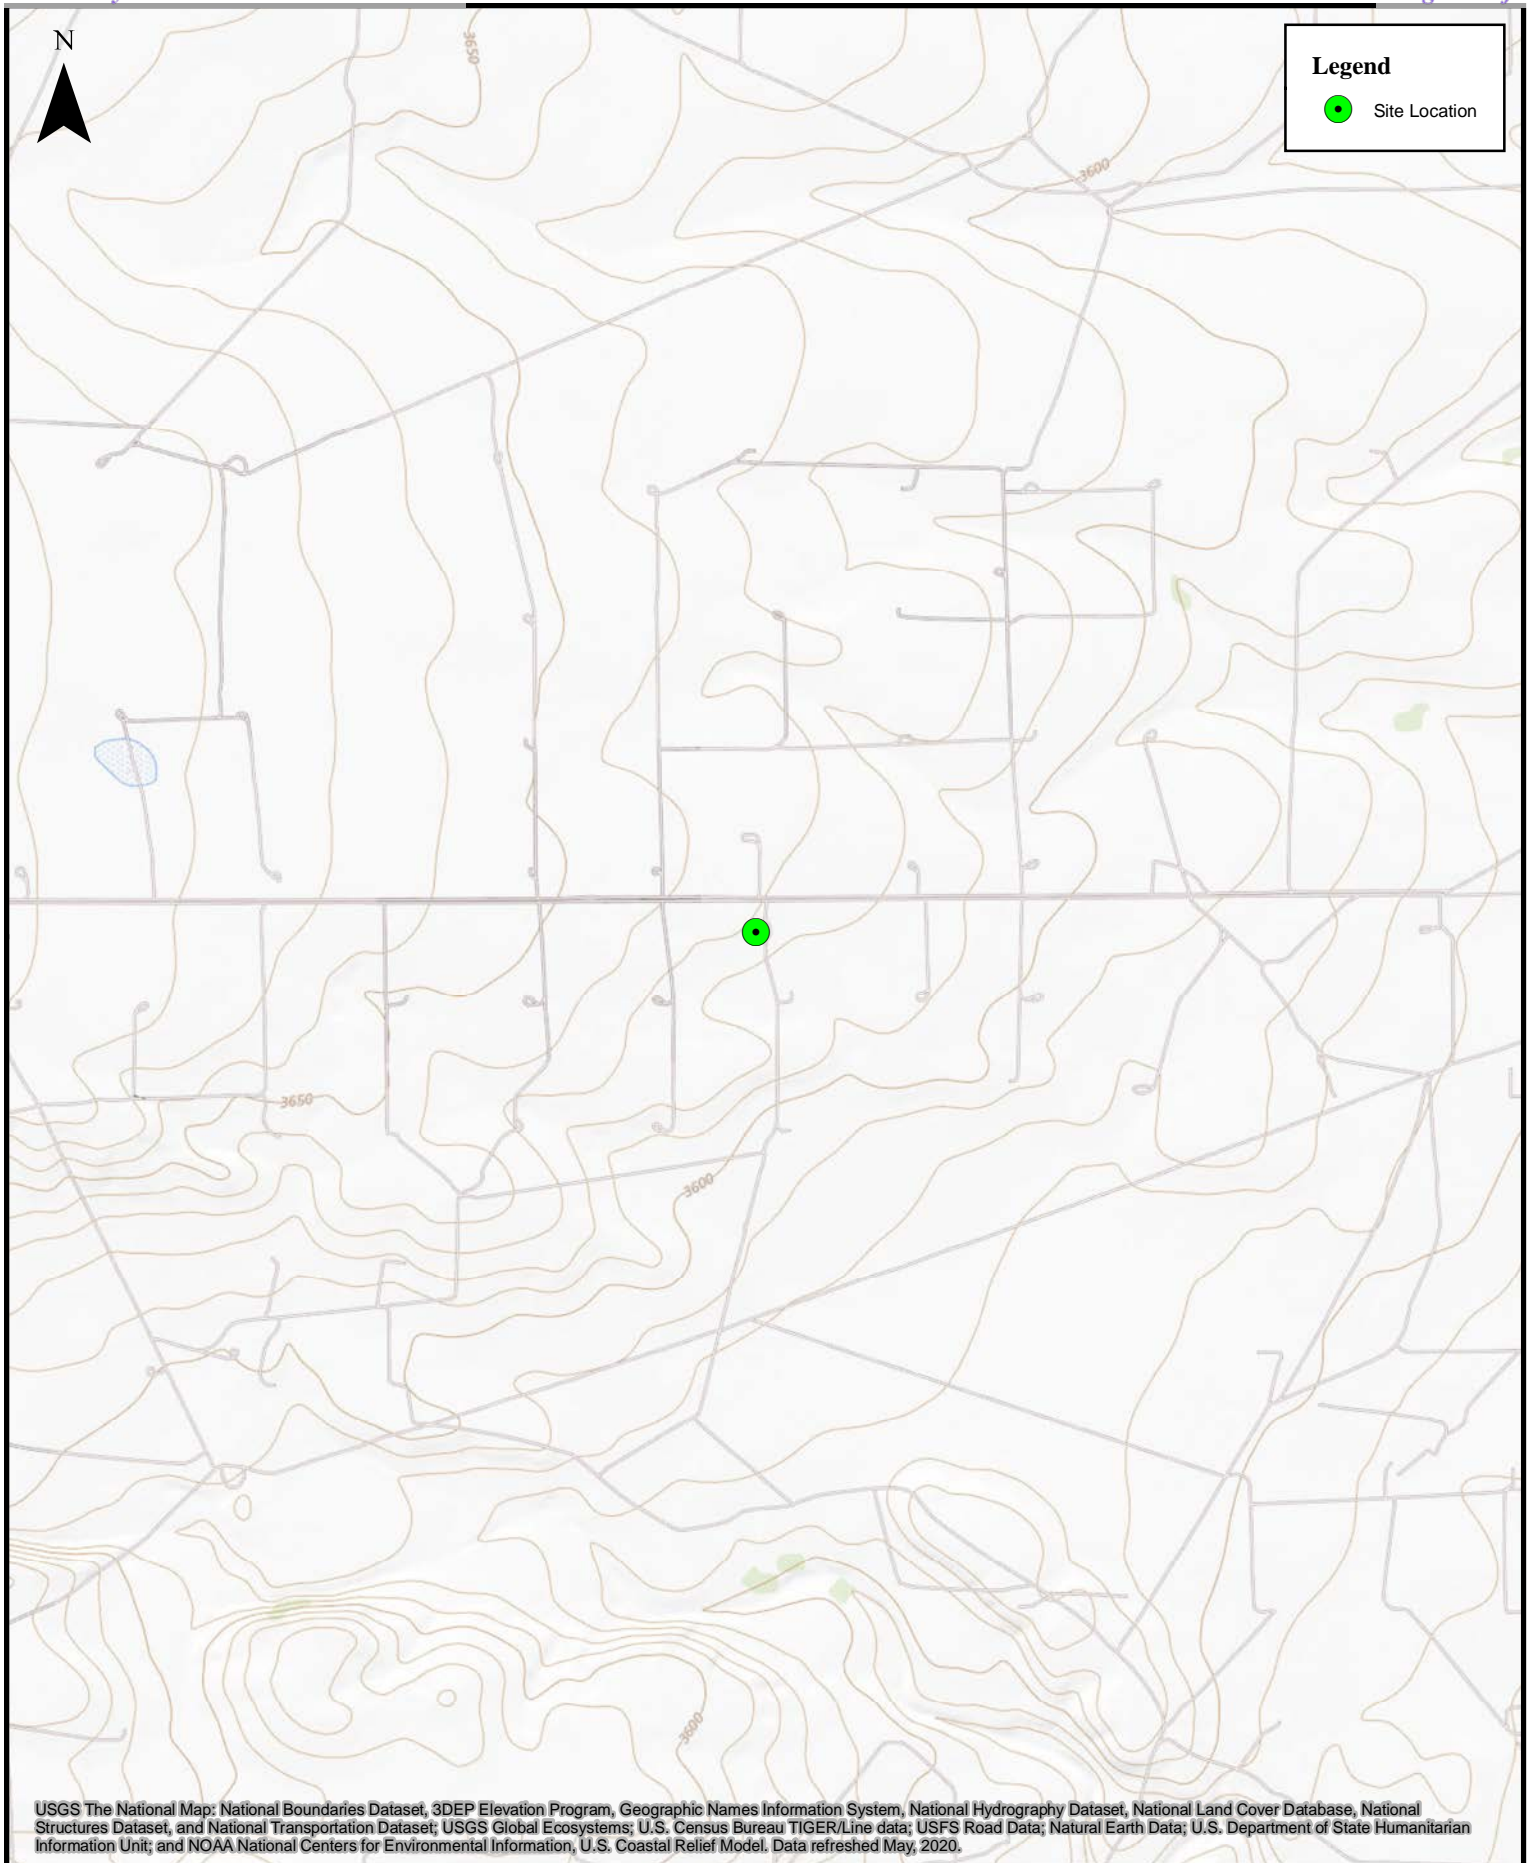 N
3650
Legend
Site Location
3600
3650
3600
3600
USGS The National Map: National Boundaries Dataset, 3DEP Elevation Program, Geographic Names Information System, National Hydrography Dataset, National Land Cover Database, National
Structures Dataset, and National Transportation Dataset; USGS Global Ecosystems; U.S. Census Bureau TIGER/Line data; USFS Road Data; Natural Earth Data; U.S. Department of State Humanitarian
Information Unit; and NOAA National Centers for Environmental Information, U.S. Coastal Relief Model. Data refreshed May, 2020.